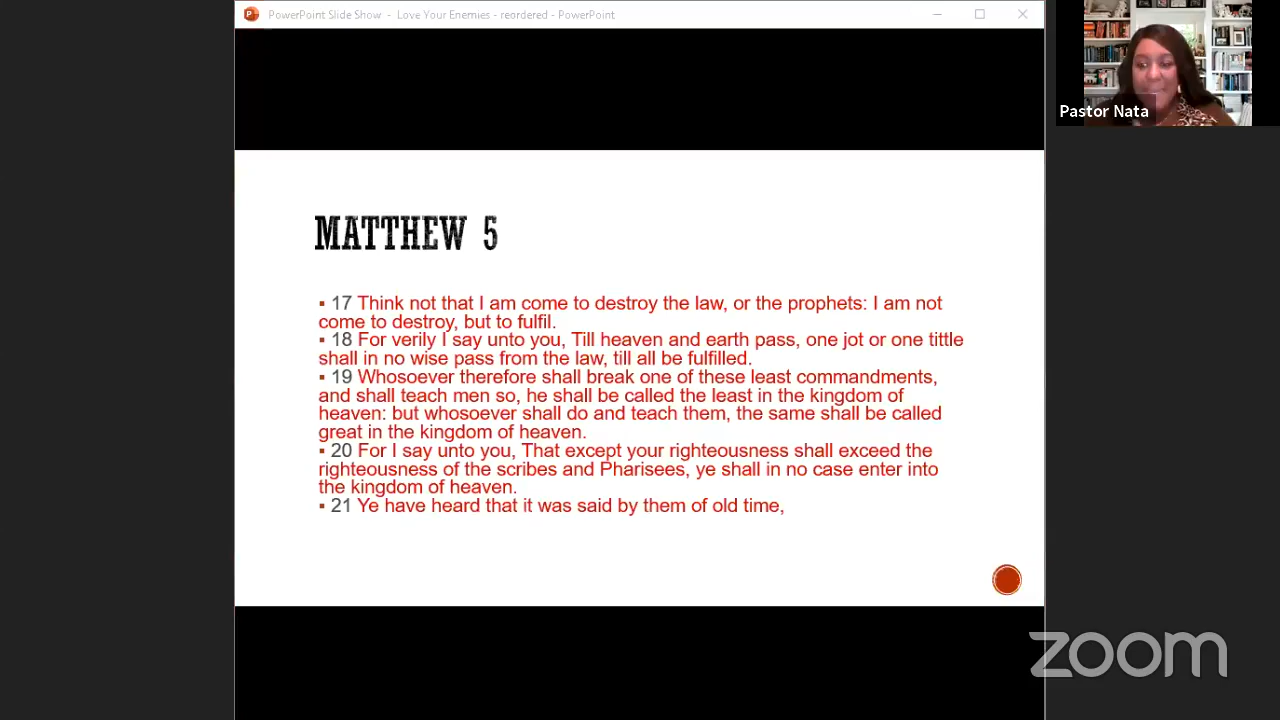 PowerPoint Slide Show - Love Your Enemies - reordered - PowerPoint
Pastor Nata
MATTHEW 5
▪ 17 Think not that I am come to destroy the law, or the prophets: I am not
come to destroy, but to fulfil.
▪ 18 For verily I say unto you, Till heaven and earth pass, one jot or one tittle
shall in no wise pass from the law, till all be fulfilled.
▪ 19 Whosoever therefore shall break one of these least commandments,
and shall teach men so, he shall be called the least in the kingdom of
heaven: but whosoever shall do and teach them, the same shall be called
great in the kingdom of heaven.
▪ 20 For I say unto you, That except your righteousness shall exceed the
righteousness of the scribes and Pharisees, ye shall in no case enter into
the kingdom of heaven.
▪ 21 Ye have heard that it was said by them of old time,
zoom